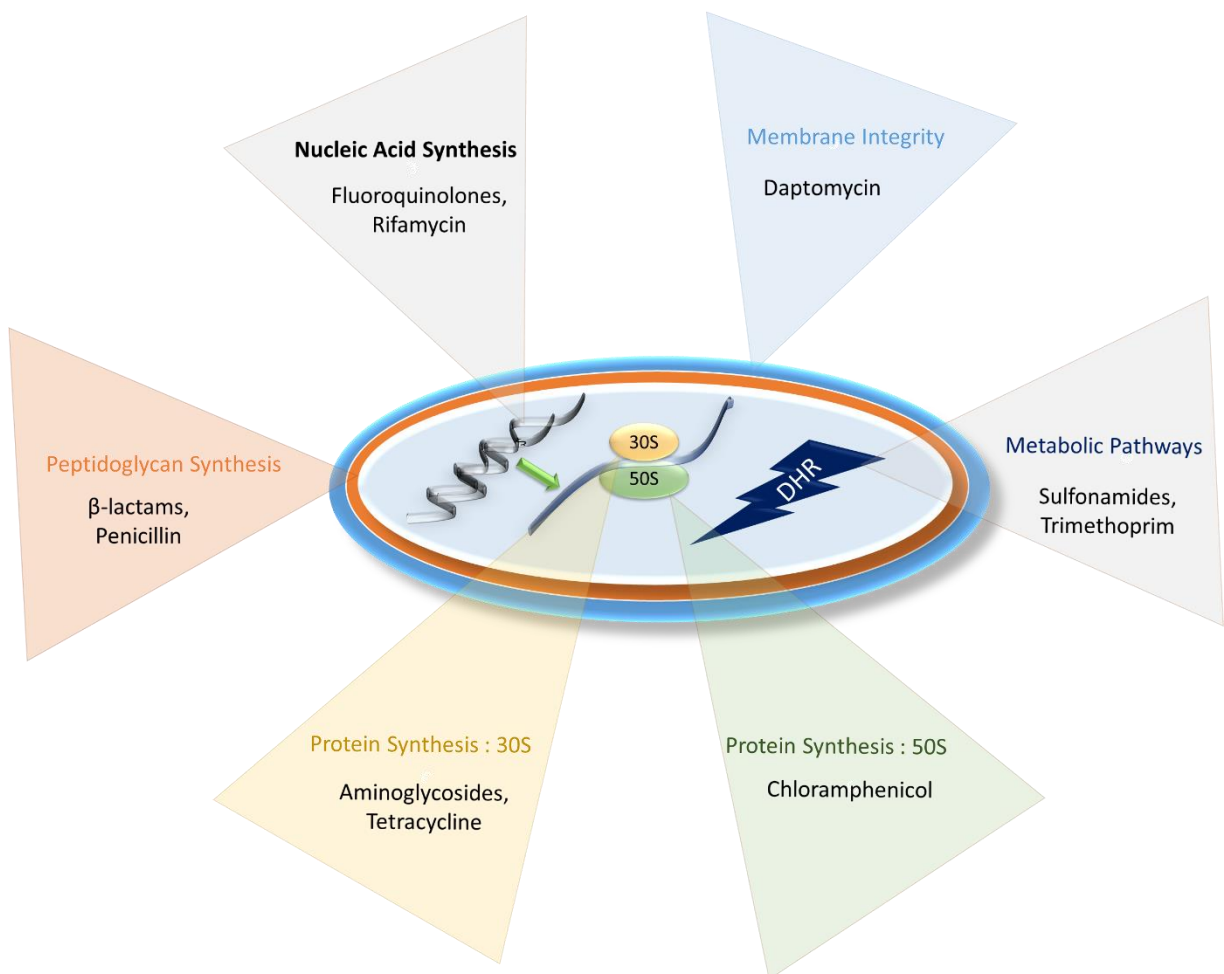 Nucleic Acid Synthesis
Fluoroquinolones,
Rifamycin
Membrane Integrity
Daptomycin
Peptidoglycan Synthesis
β-lactams,
Penicillin
30S
50S
DHR
Metabolic Pathways
Sulfonamides,
Trimethoprim
Protein Synthesis : 30S
Aminoglycosides,
Tetracycline
Protein Synthesis : 50S
Chloramphenicol